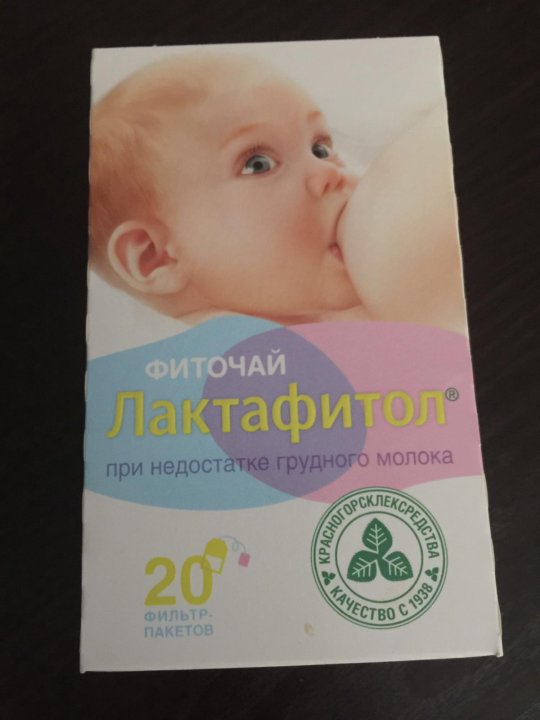 ФИТОЧАЙ
Лактафитол®
при недостатке грудного молока
КРАСНОГОРСКЛЕКСРЕДСТВА
КАЧЕСТВО С 1938
20
ФИЛЬТР-
ПАКЕТОВ